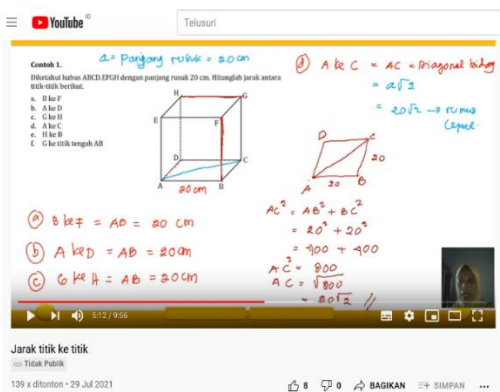 YouTube ID
Telusuri
Contoh 1.
a = Panjang rusuk = 20 cm
Diketahui kubus ABCD.EFGH dengan panjang rusuk 20 cm. Hitunglah jarak antara
titik-titik berikut.
a. B ke F
b. A ke D
c. G ke H
d. A ke C
e. H ke B
f. G ke titik tengah AB
H
G
E
F
D
C
A
B
20 cm
(a) B ke F = AB = 20 cm
(b) A ke D = AB = 20 cm
(c) G ke H = AB = 20 cm
(d) A ke C = AC = Diagonal bidang
= a√2
= 20√2 → rumus
cepat
D
C
20
A
20
B
AC² = AB² + BC²
= 20² + 20²
= 400 + 400
AC² = 800
AC = √800
= 20√2 //
5:12 / 9:56
Jarak titik ke titik
Tidak Publik
139 x ditonton • 29 Jul 2021
8
0
BAGIKAN
SIMPAN
...